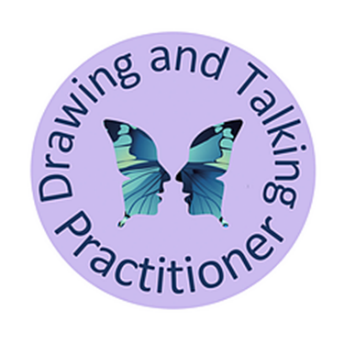 Drawing and Talking
Practitioner